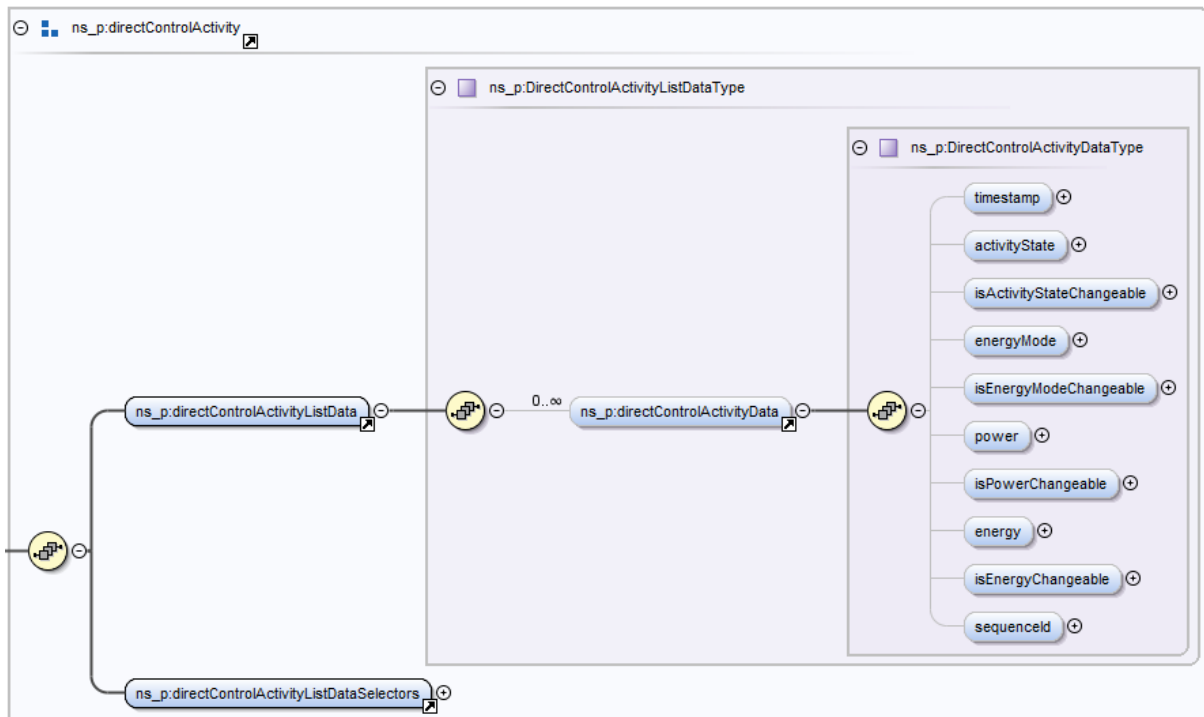 ns_p:directControlActivity
ns_p:DirectControlActivityListDataType
ns_p:DirectControlActivityDataType
timestamp
activityState
isActivityStateChangeable
energyMode
isEnergyModeChangeable
ns_p:directControlActivityListData
0..∞
ns_p:directControlActivityData
power
isPowerChangeable
energy
isEnergyChangeable
sequenceId
ns_p:directControlActivityListDataSelectors